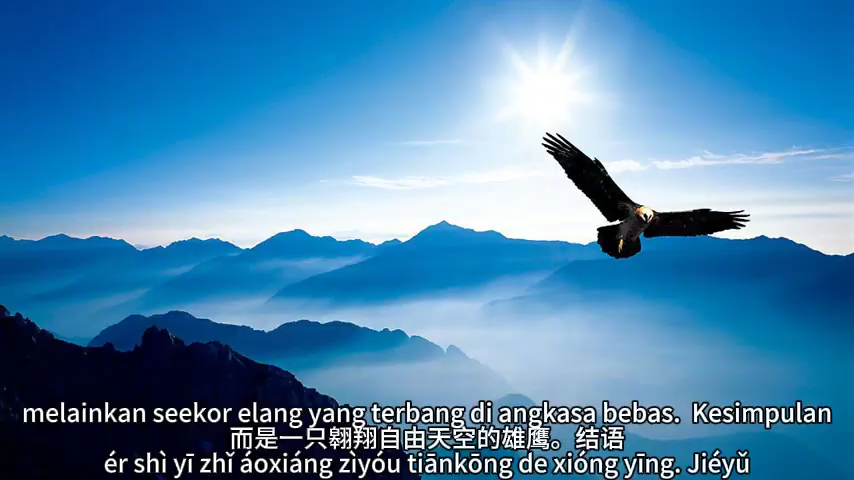 melainkan seekor elang yang terbang di angkasa bebas. Kesimpulan
而是一只翱翔自由天空的雄鹰。结语
ér shì yī zhǐ áoxiáng zìyóu tiānkōng de xióng yīng. Jiéyǔ